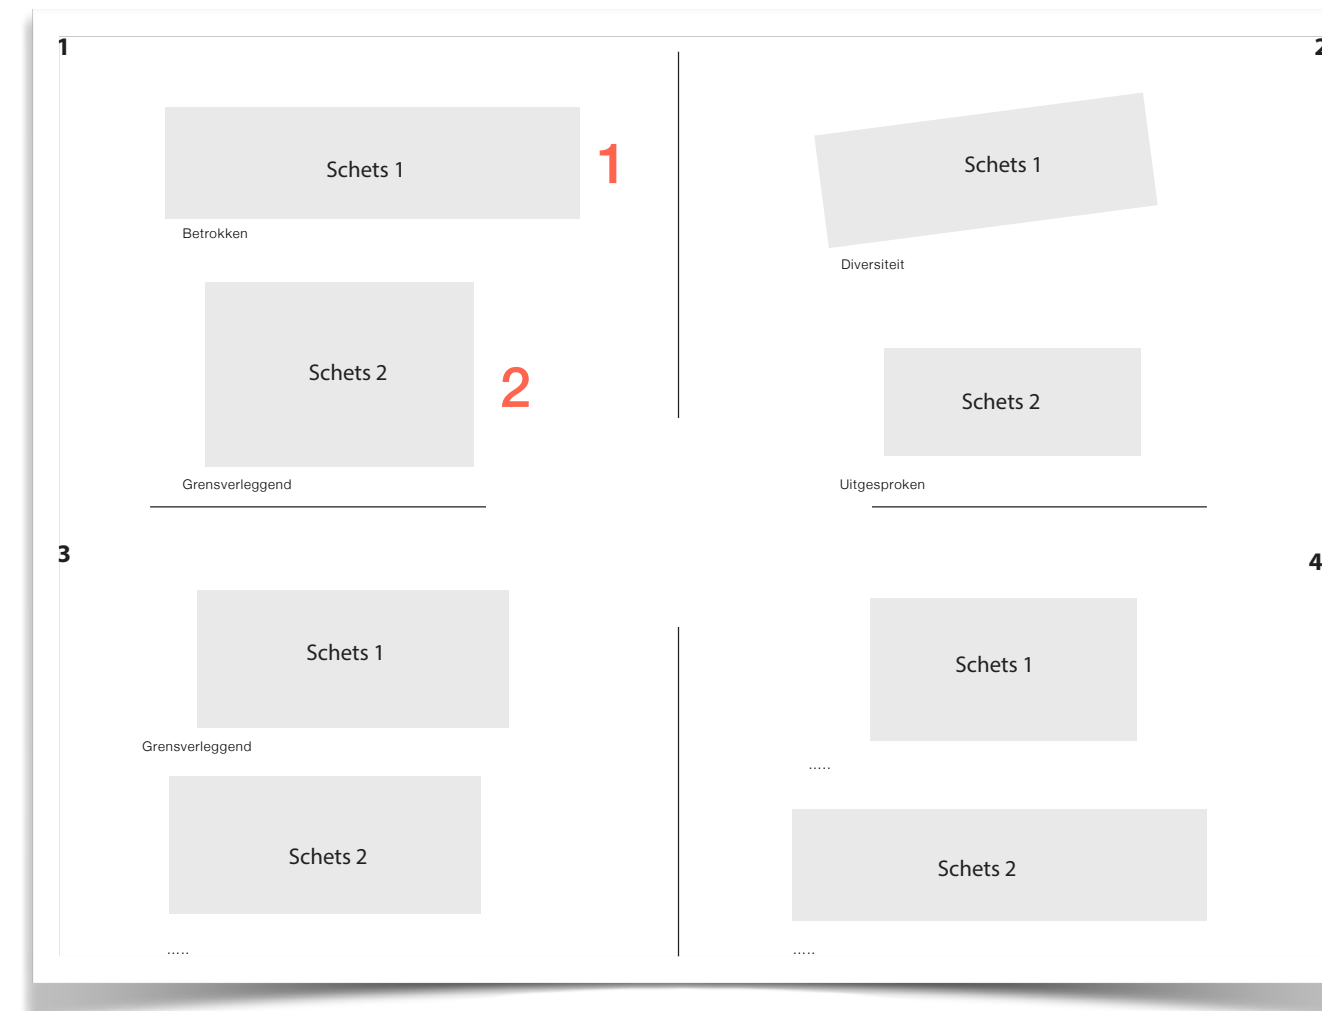 1
2
Schets 1
1
Schets 1
Betrokken
Diversiteit
Schets 2
2
Schets 2
Grensverleggend
Uitgesproken
3
4
Schets 1
Schets 1
Grensverleggend
.....
Schets 2
Schets 2
.....
.....